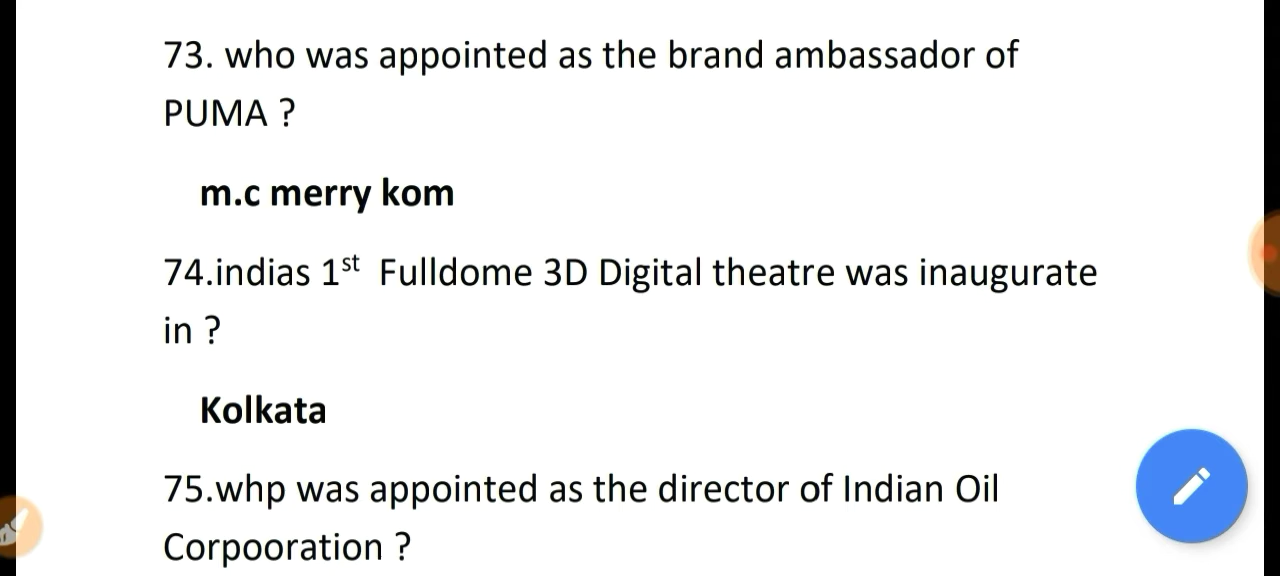 73. who was appointed as the brand ambassador of
PUMA ?
m.c merry kom
74.indias 1st Fulldome 3D Digital theatre was inaugurate
in ?
Kolkata
75.whp was appointed as the director of Indian Oil
Corpooration ?